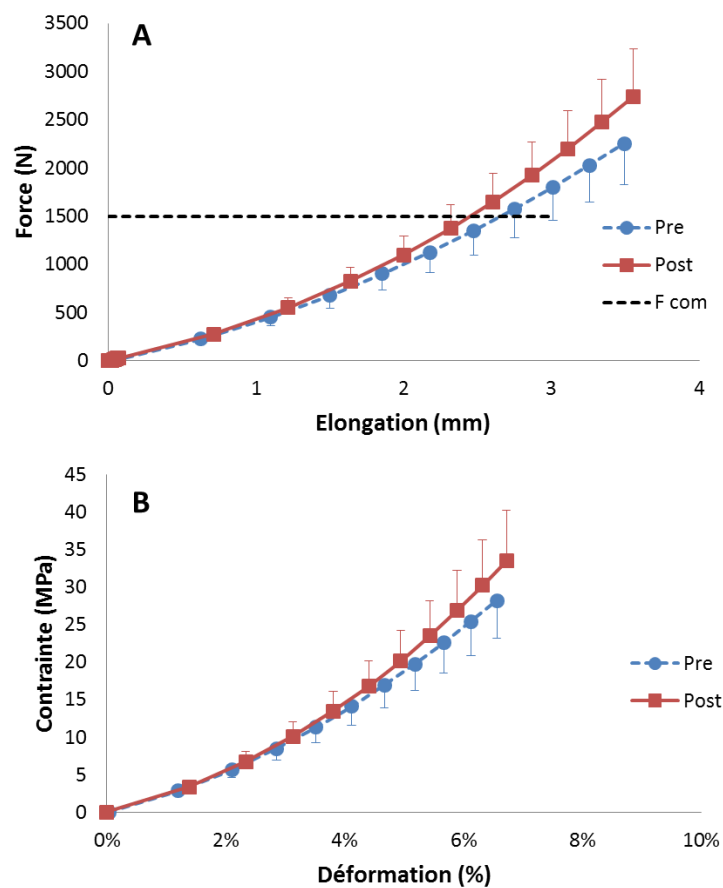 A
3500
3000
2500
2000
1500
1000
500
0
Force (N)
0 1 2 3 4
Elongation (mm)
Pre
Post
F com
B
45
40
35
30
25
20
15
10
5
0
Contrainte (MPa)
0% 2% 4% 6% 8% 10%
Déformation (%)
Pre
Post